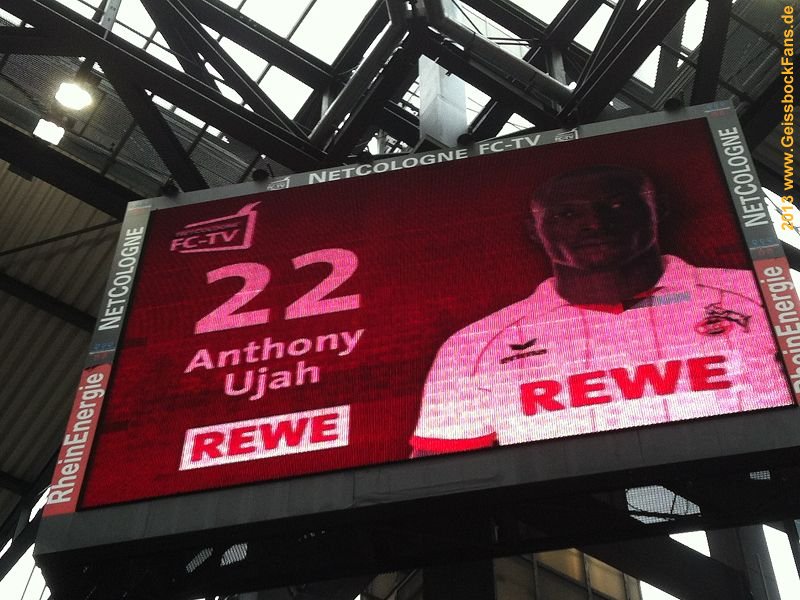 NETCOLOGNE FC-TV
NETCOLOGNE
RheinEnergie
FC-TV
22
Anthony
Ujah
REWE
REWE
NETCOLOGNE
RheinEnergie
2013 www.GeissbockFans.de